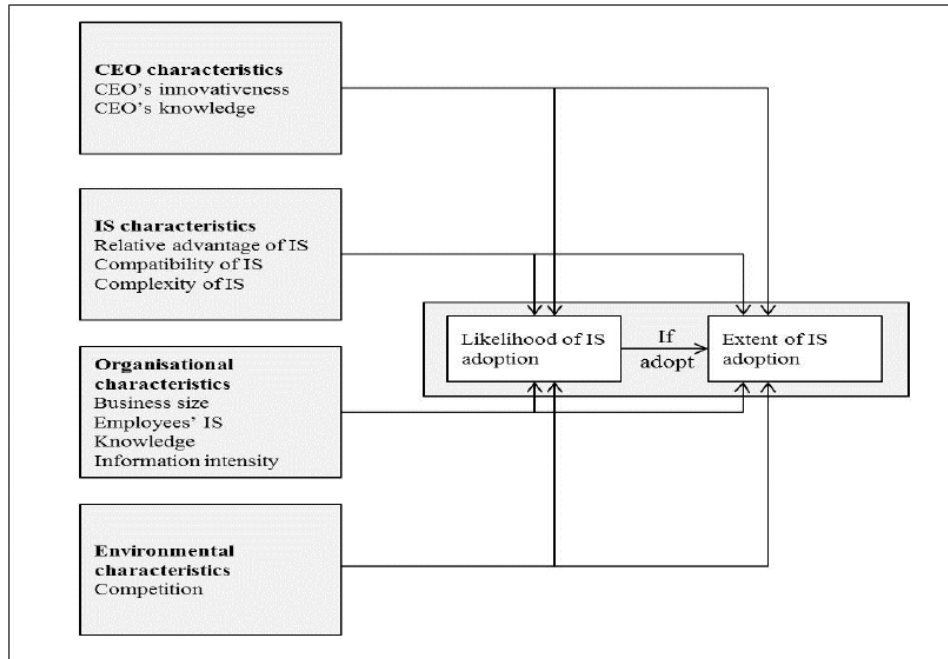 CEO characteristics
CEO's innovativeness
CEO's knowledge
IS characteristics
Relative advantage of IS
Compatibility of IS
Complexity of IS
Organisational
characteristics
Business size
Employees' IS
Knowledge
Information intensity
Environmental
characteristics
Competition
Likelihood of IS
adoption
If
adopt
Extent of IS
adoption